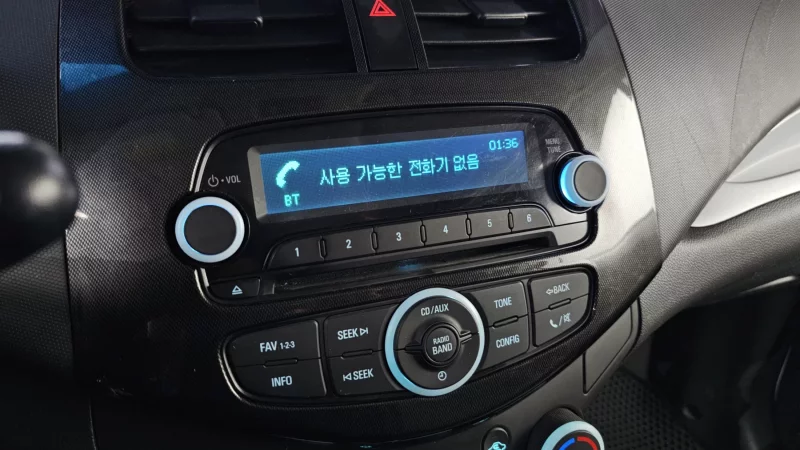 01:36
사용 가능한 전화기 없음
BT
VOL
MENU
TUNE
1 2 3 4 5 6
CD/AUX
TONE
BACK
FAV 1-2-3
SEEK
RADIO
BAND
CONFIG
INFO
SEEK